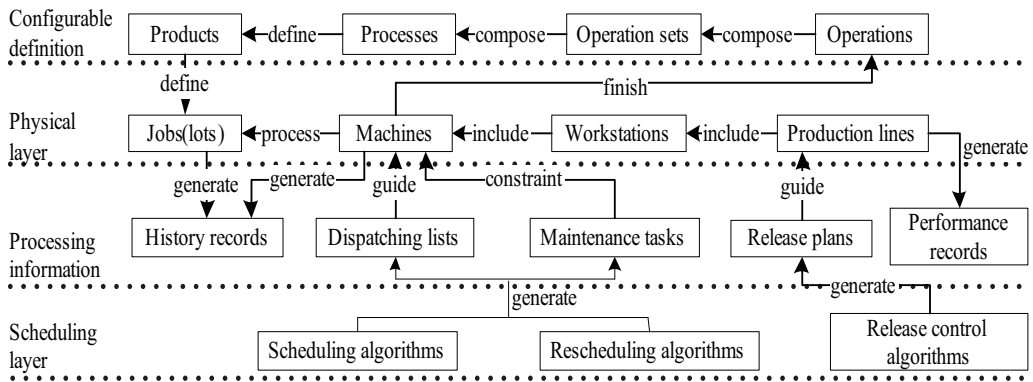 Configurable
definition
Products
define
Processes
compose
Operation sets
compose
Operations
define
finish
Physical
layer
Jobs(lots)
process
Machines
include
Workstations
include
Production lines
generate
generate
generate
guide
constraint
guide
Processing
information
History records
Dispatching lists
Maintenance tasks
Release plans
Performance
records
generate
generate
Scheduling
layer
Scheduling algorithms
Rescheduling algorithms
Release control
algorithms